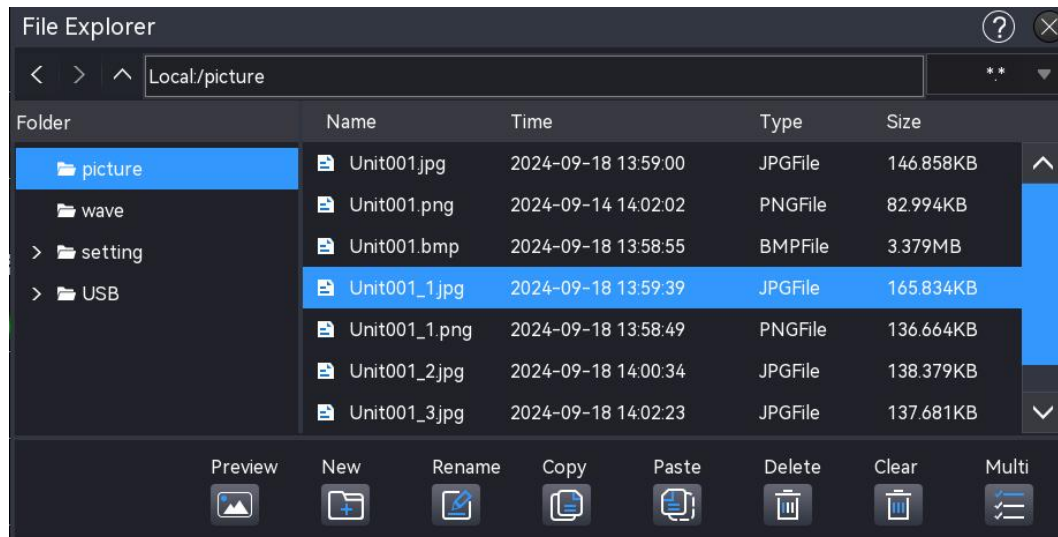 File Explorer
Local:/picture *.*
Folder Name Time Type Size
picture Unit001.jpg 2024-09-18 13:59:00 JPGFile 146.858KB
wave Unit001.png 2024-09-14 14:02:02 PNGFile 82.994KB
setting Unit001.bmp 2024-09-18 13:58:55 BMPFile 3.379MB
USB Unit001_1.jpg 2024-09-18 13:59:39 JPGFile 165.834KB
Unit001_1.png 2024-09-18 13:58:49 PNGFile 136.664KB
Unit001_2.jpg 2024-09-18 14:00:34 JPGFile 138.379KB
Unit001_3.jpg 2024-09-18 14:02:23 JPGFile 137.681KB
Preview New Rename Copy Paste Delete Clear Multi